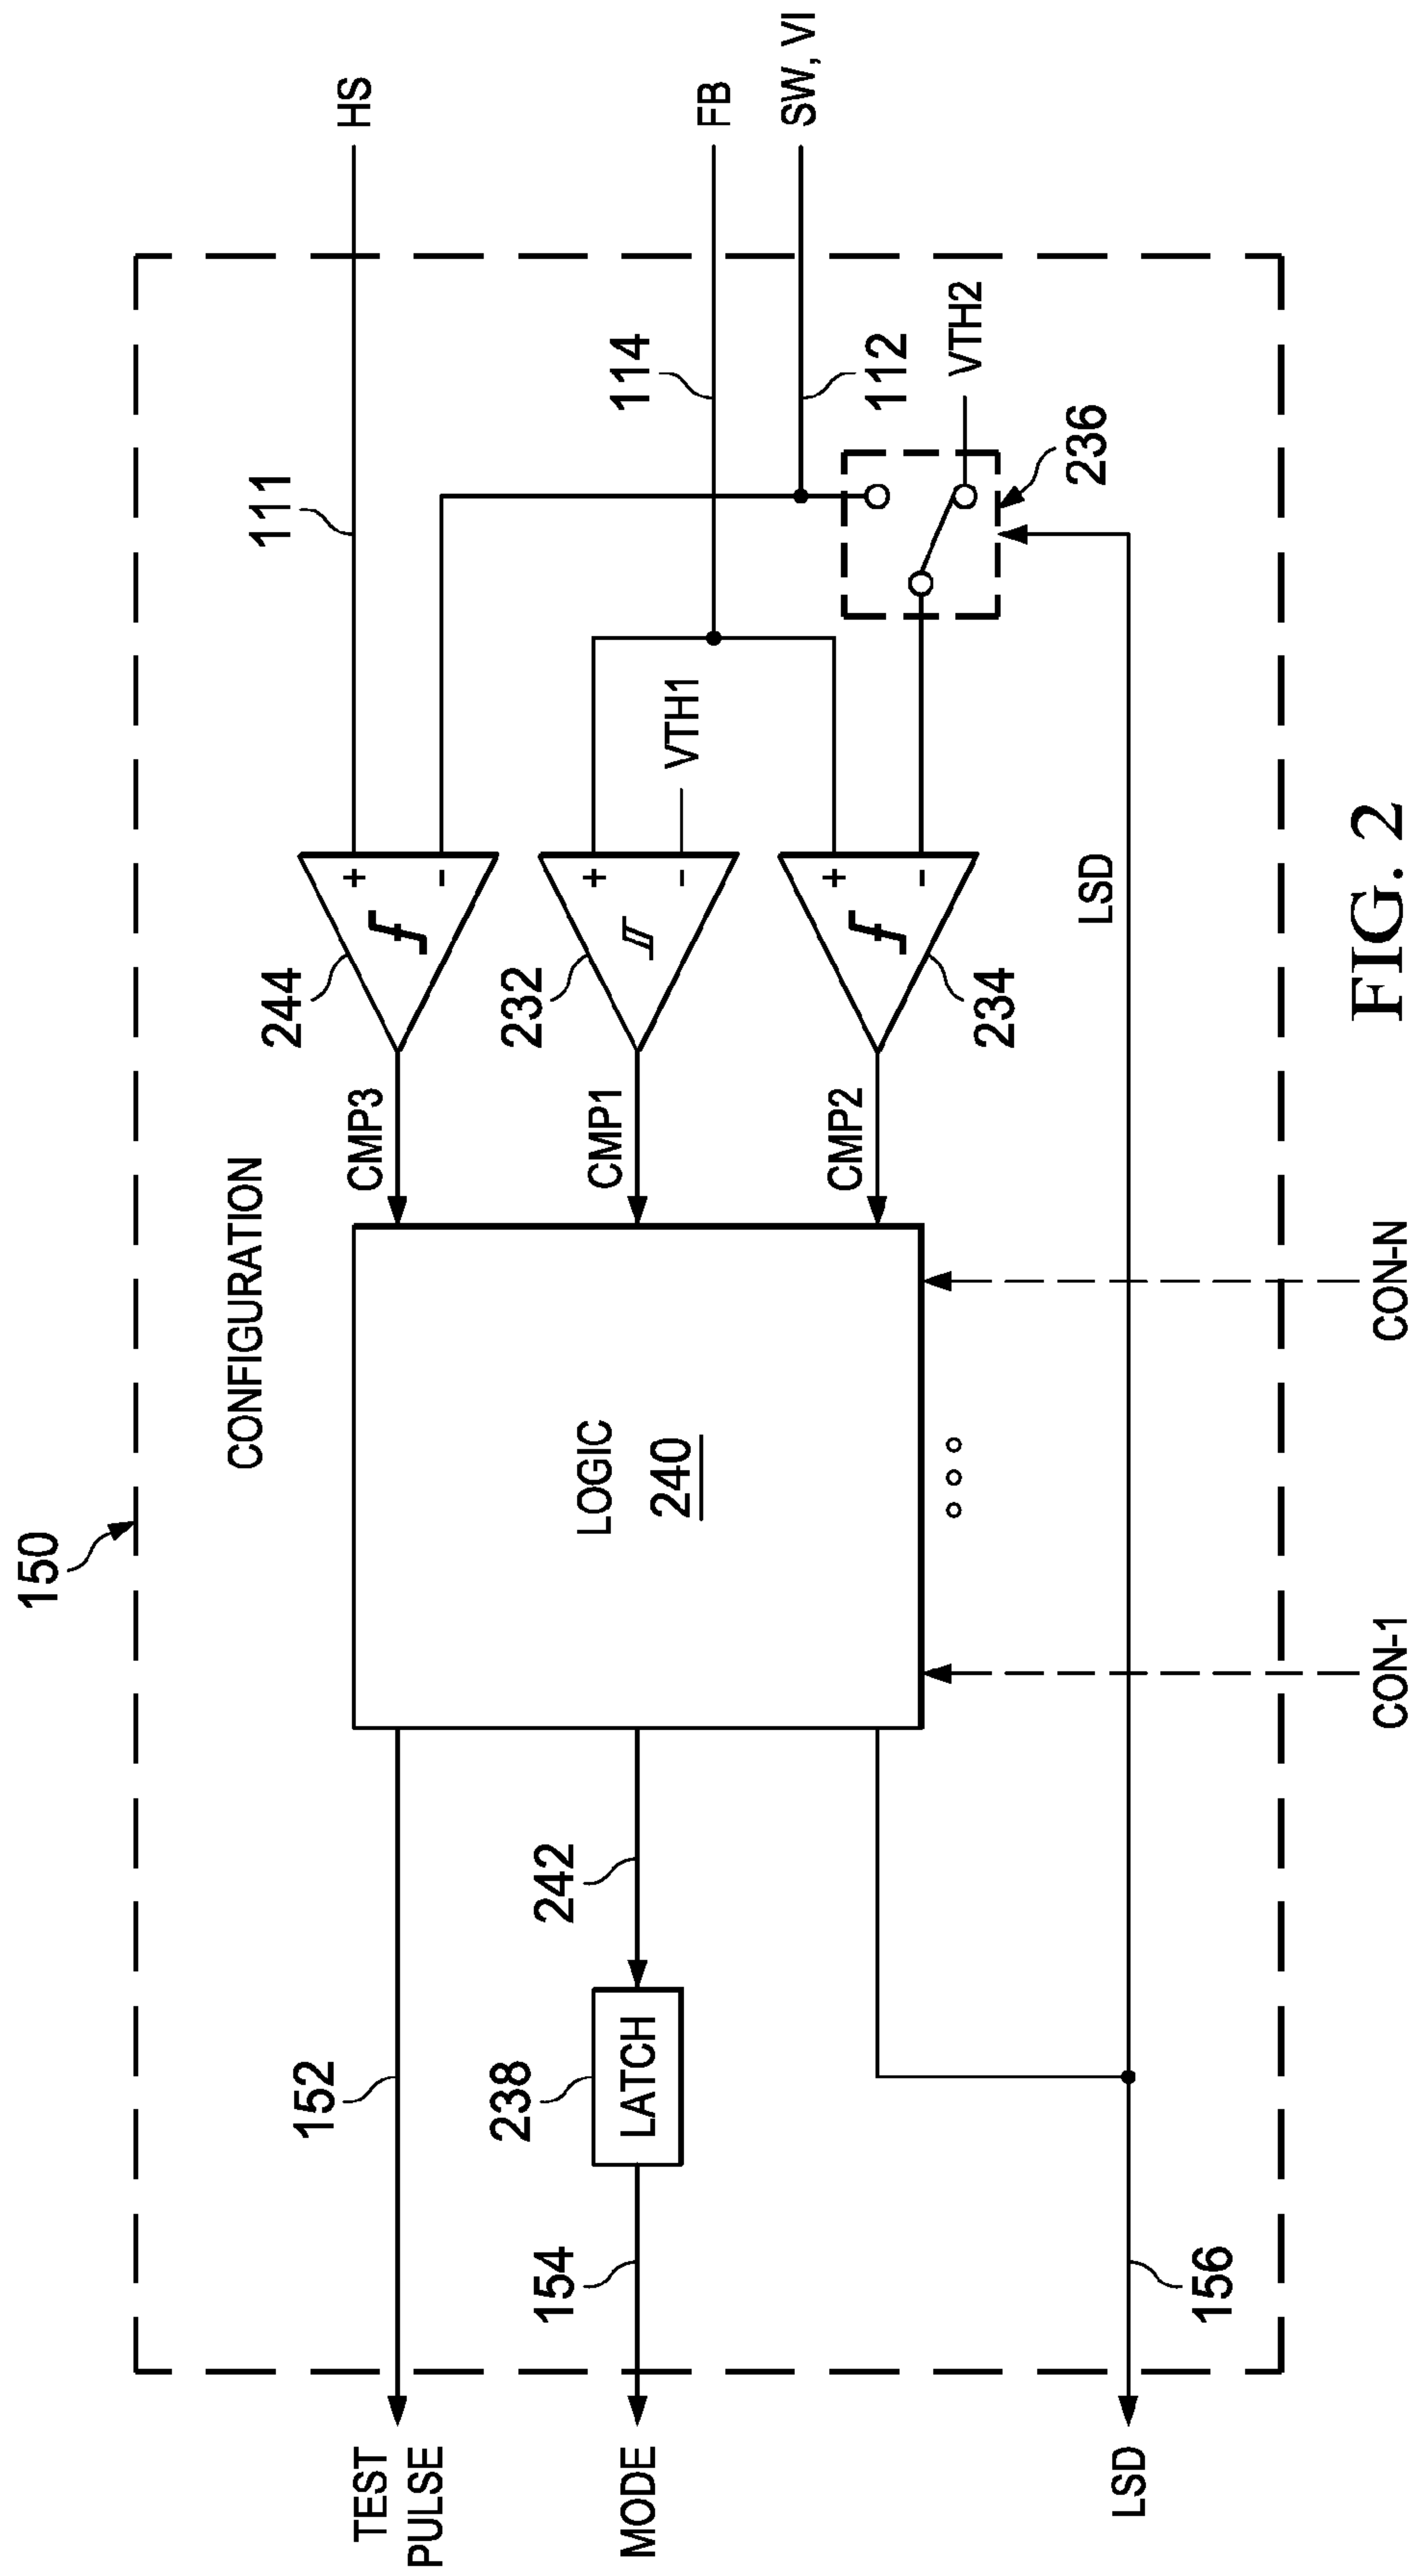 150
CONFIGURATION
TEST
PULSE
152
CMP3
244
+
-
111
HS
MODE
154
238
LATCH
242
LOGIC
240
CMP1
232
+
-
VTH1
114
FB
CMP2
234
+
-
112
SW, VI
VTH2
236
LSD
156
LSD
CON-1
CON-N
FIG. 2